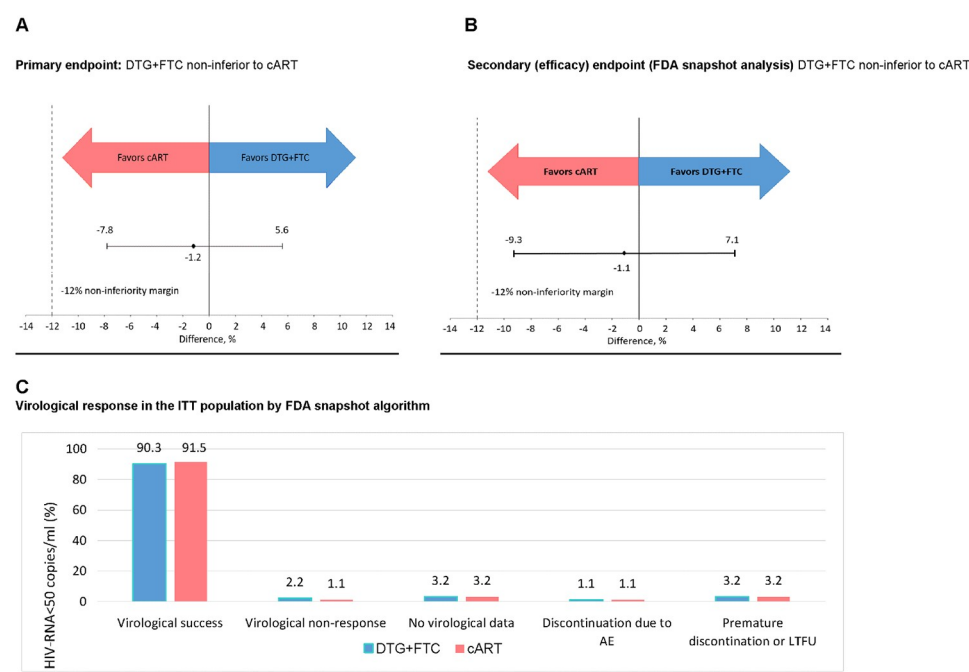 A
Primary endpoint: DTG+FTC non-inferior to cART
Favors cART
Favors DTG+FTC
-7.8
5.6
-1.2
-12% non-inferiority margin
-14 -12 -10 -8 -6 -4 -2 0 2 4 6 8 10 12 14
Difference, %
B
Secondary (efficacy) endpoint (FDA snapshot analysis) DTG+FTC non-inferior to cART
Favors cART
Favors DTG+FTC
-9.3
7.1
-1.1
-12% non-inferiority margin
-14 -12 -10 -8 -6 -4 -2 0 2 4 6 8 10 12 14
Difference, %
C
Virological response in the ITT population by FDA snapshot algorithm
HIV-RNA<50 copies/ml (%)
100
80
60
40
20
0
90.3 91.5
2.2 1.1
3.2 3.2
1.1 1.1
3.2 3.2
Virological success
Virological non-response
No virological data
Discontinuation due to
AE
Premature
discontination or LTFU
DTG+FTC cART